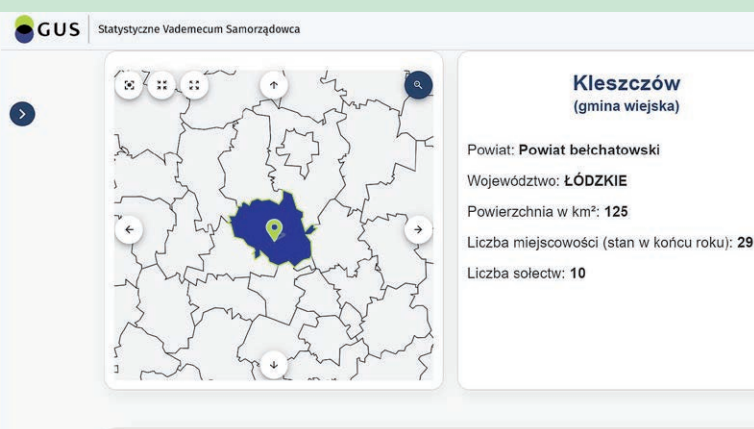 GUS
Statystyczne Vademecum Samorządowca
Kleszczów
(gmina wiejska)
Powiat: Powiat bełchatowski
Województwo: ŁÓDZKIE
Powierzchnia w km²: 125
Liczba miejscowości (stan w końcu roku): 29
Liczba sołectw: 10